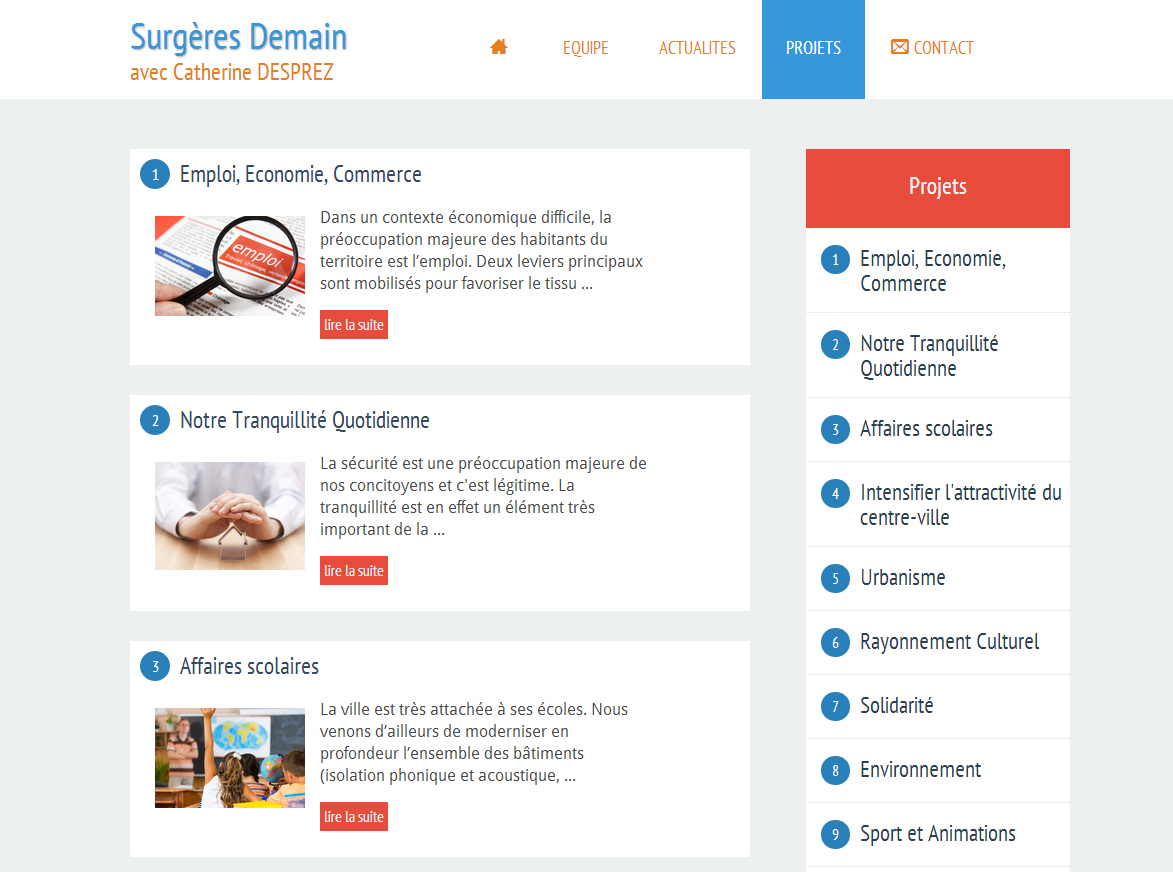 Surgères Demain
avec Catherine DESPREZ
EQUIPE
ACTUALITES
PROJETS
CONTACT
1 Emploi, Economie, Commerce
emploi
Dans un contexte économique difficile, la
préoccupation majeure des habitants du
territoire est l’emploi. Deux leviers principaux
sont mobilisés pour favoriser le tissu ...
lire la suite
2 Notre Tranquillité Quotidienne
La sécurité est une préoccupation majeure de
nos concitoyens et c'est légitime. La
tranquillité est en effet un élément très
important de la ...
lire la suite
3 Affaires scolaires
La ville est très attachée à ses écoles. Nous
venons d’ailleurs de moderniser en
profondeur l’ensemble des bâtiments
(isolation phonique et acoustique, ...
lire la suite
Projets
1 Emploi, Economie,
Commerce
2 Notre Tranquillité
Quotidienne
3 Affaires scolaires
4 Intensifier l'attractivité du
centre-ville
5 Urbanisme
6 Rayonnement Culturel
7 Solidarité
8 Environnement
9 Sport et Animations